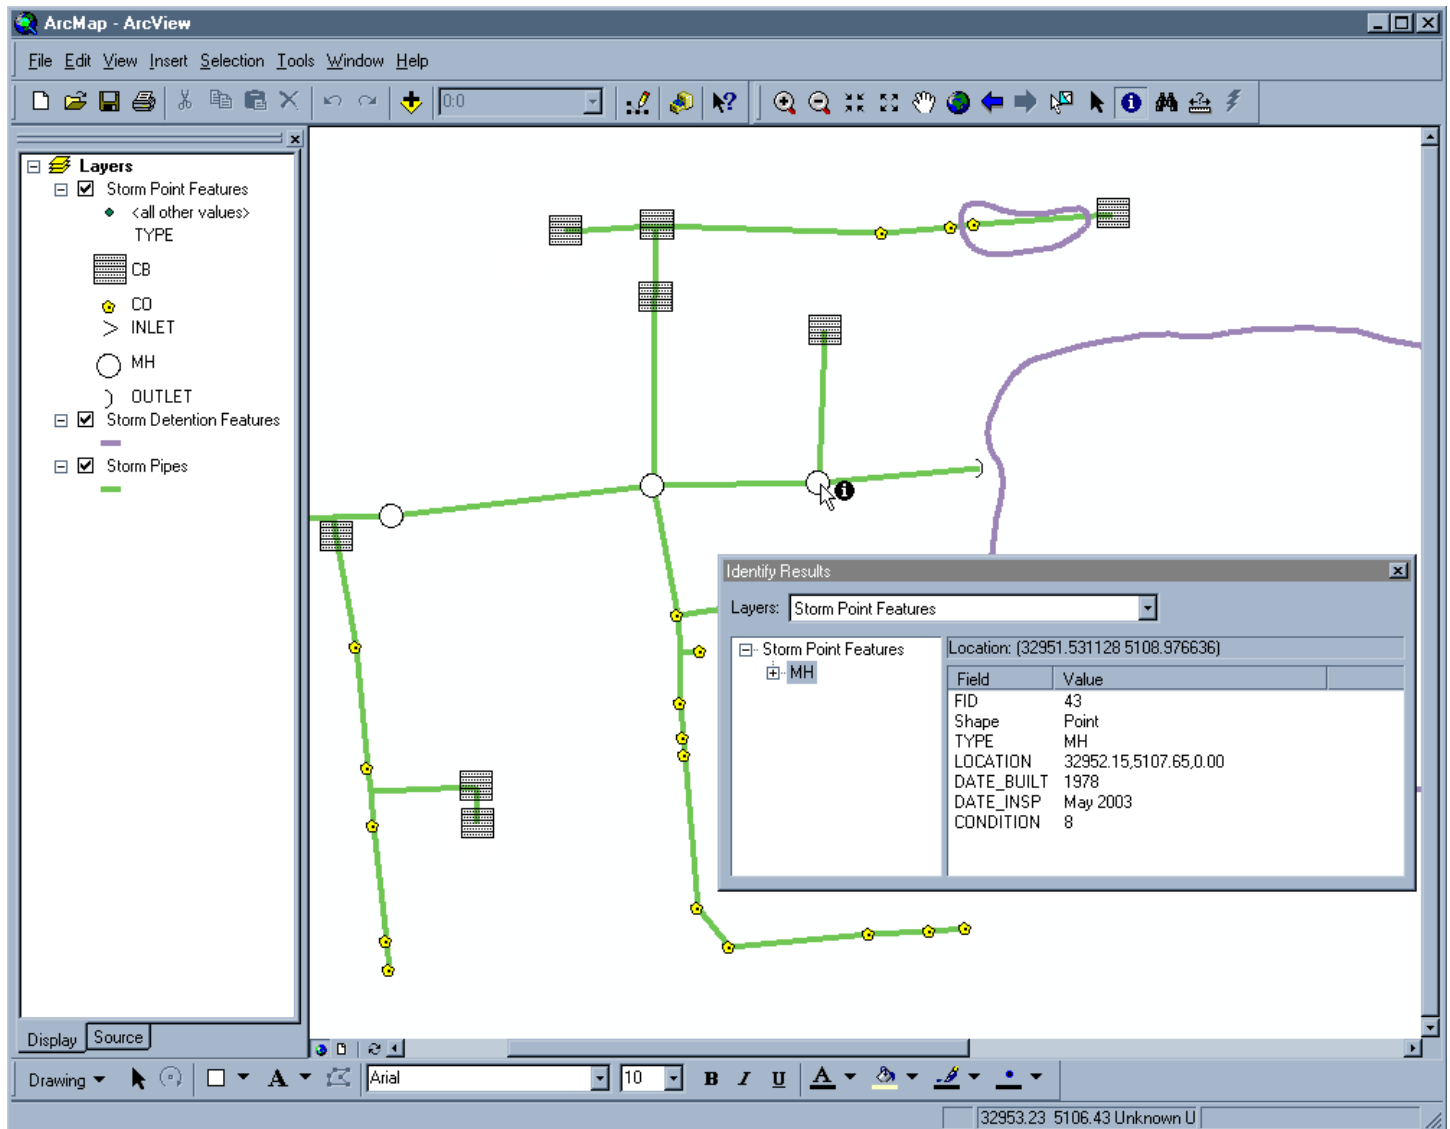 ArcMap - ArcView
File Edit View Insert Selection Tools Window Help
0:0
Layers
Storm Point Features
<all other values>
TYPE
CB
CO
INLET
MH
OUTLET
Storm Detention Features
Storm Pipes
Identify Results
Layers: Storm Point Features
Storm Point Features
MH
Location: (32951.531128 5108.976636)
Field Value
FID 43
Shape Point
TYPE MH
LOCATION 32952.15,5107.65,0.00
DATE_BUILT 1978
DATE_INSP May 2003
CONDITION 8
Display Source
Drawing A Arial 10 B I U A
32953.23 5106.43 Unknown U